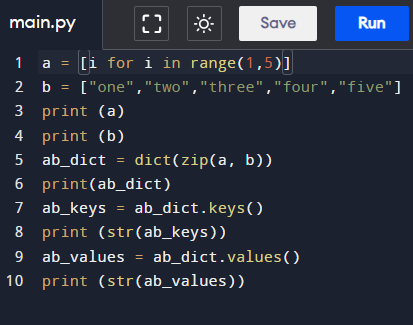 main.py
Save
Run
1 a = [i for i in range(1,5)]
2 b = ["one","two","three","four","five"]
3 print (a)
4 print (b)
5 ab_dict = dict(zip(a, b))
6 print(ab_dict)
7 ab_keys = ab_dict.keys()
8 print (str(ab_keys))
9 ab_values = ab_dict.values()
10 print (str(ab_values))